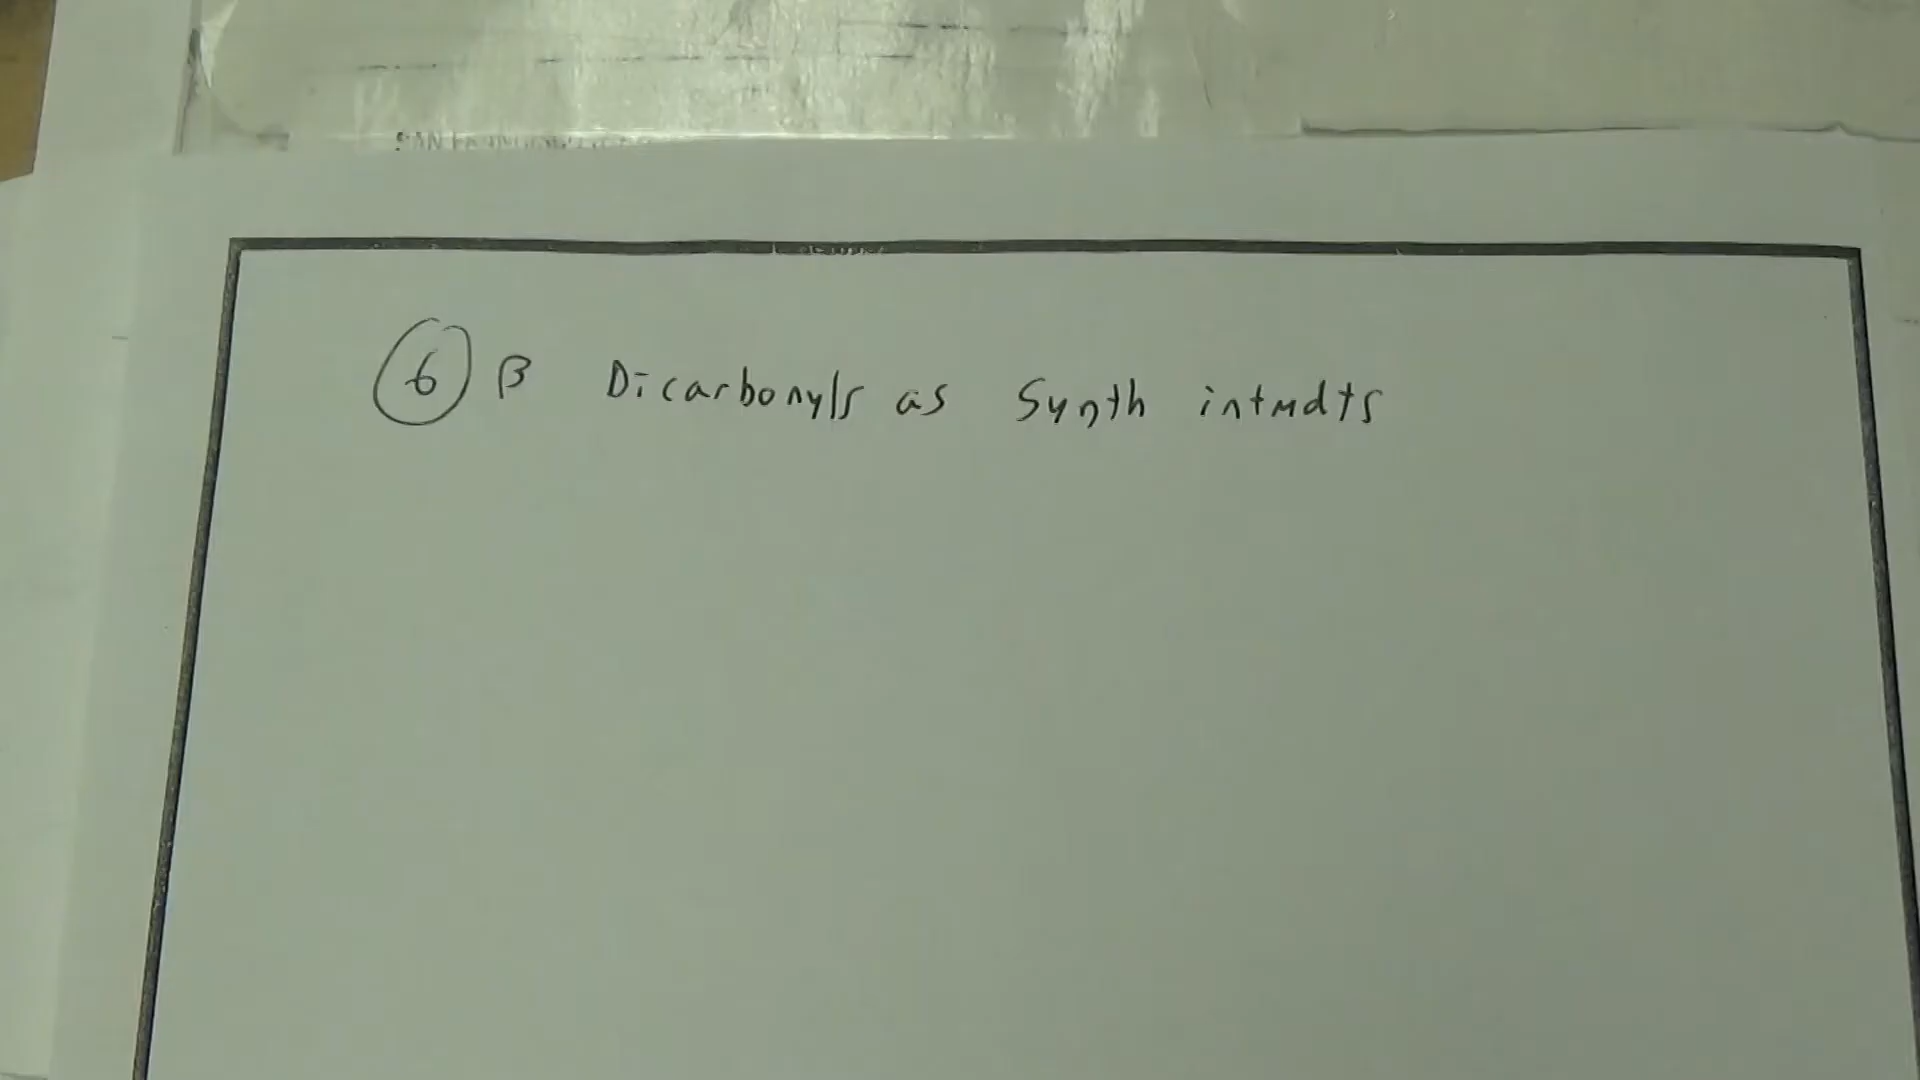 6 β Dicarbonyls as Synth intmdts